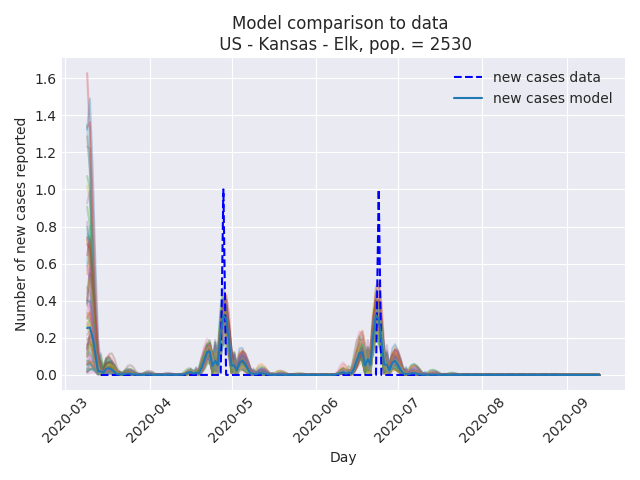 Model comparison to data
US - Kansas - Elk, pop. = 2530
new cases data
new cases model
Number of new cases reported
1.6
1.4
1.2
1.0
0.8
0.6
0.4
0.2
0.0
2020-03
2020-04
2020-05
2020-06
2020-07
2020-08
2020-09
Day